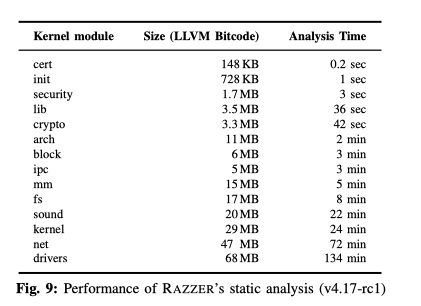 Kernel module Size (LLVM Bitcode) Analysis Time
cert 148 KB 0.2 sec
init 728 KB 1 sec
security 1.7 MB 3 sec
lib 3.5 MB 36 sec
crypto 3.3 MB 42 sec
arch 11 MB 2 min
block 6 MB 3 min
ipc 5 MB 3 min
mm 15 MB 5 min
fs 17 MB 8 min
sound 20 MB 22 min
kernel 29 MB 24 min
net 47 MB 72 min
drivers 68 MB 134 min
Fig. 9: Performance of RAZZER's static analysis (v4.17-rc1)